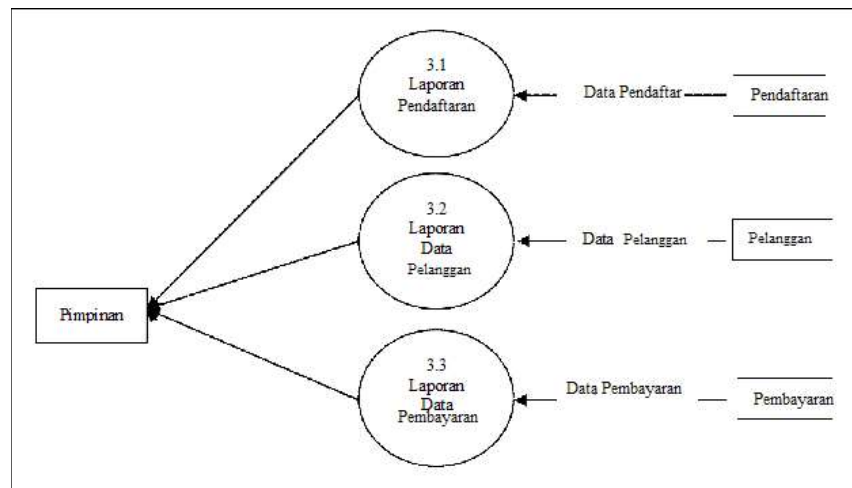 3.1
Laporan
Pendaftaran
Data Pendaftar
Pendaftaran
3.2
Laporan
Data
Pelanggan
Data Pelanggan
Pelanggan
Pimpinan
3.3
Laporan
Data
Pembayaran
Data Pembayaran
Pembayaran